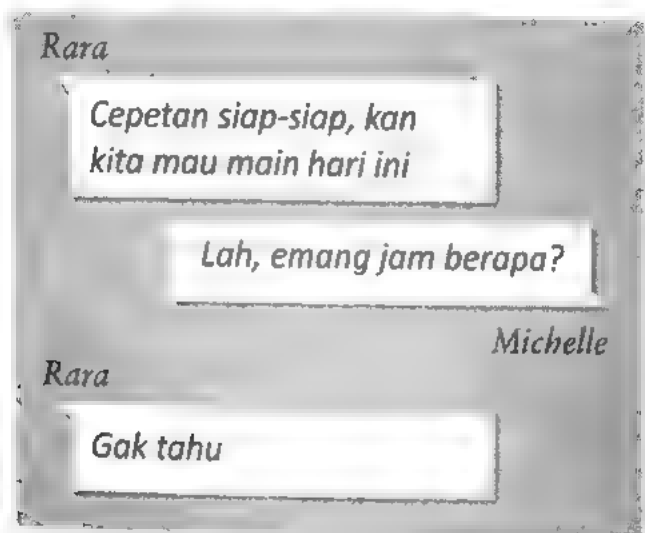 Rara
Cepetan siap-siap, kan
kita mau main hari ini
Lah, emang jam berapa?
Michelle
Rara
Gak tahu